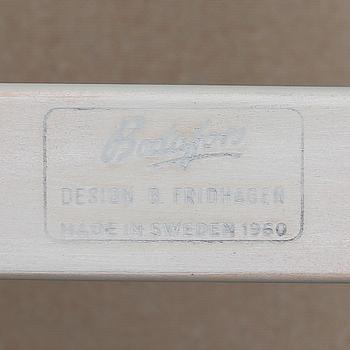 Bodafors
DESIGN B. FRIDHAGEN
MADE IN SWEDEN 1960